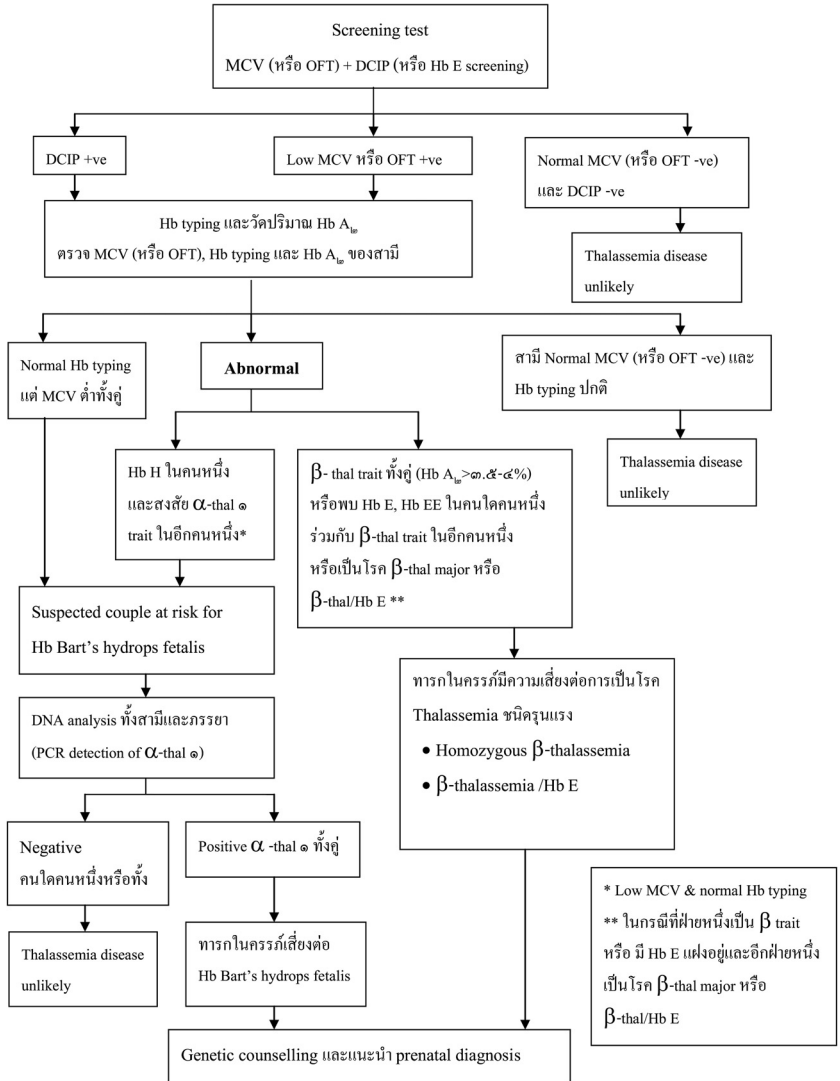 Screening test
MCV (หรือ OFT) + DCIP (หรือ Hb E screening)
DCIP +ve
Low MCV หรือ OFT +ve
Normal MCV (หรือ OFT -ve)
และ DCIP -ve
Hb typing และวัดปริมาณ Hb A๒
ตรวจ MCV (หรือ OFT), Hb typing และ Hb A๒ ของสามี
Thalassemia disease
unlikely
Normal Hb typing
แต่ MCV ต่ำทั้งคู่
Abnormal
สามี Normal MCV (หรือ OFT -ve) และ
Hb typing ปกติ
Thalassemia disease
unlikely
Hb H ในคนหนึ่ง
และสงสัย α-thal ๑
trait ในอีกคนหนึ่ง*
β- thal trait ทั้งคู่ (Hb A๒>๓.๕-๔%)
หรือพบ Hb E, Hb EE ในคนใดคนหนึ่ง
ร่วมกับ β-thal trait ในอีกคนหนึ่ง
หรือเป็นโรค β-thal major หรือ
β-thal/Hb E **
Suspected couple at risk for
Hb Bart’s hydrops fetalis
DNA analysis ทั้งสามีและภรรยา
(PCR detection of α-thal ๑)
ทารกในครรภ์มีความเสี่ยงต่อการเป็นโรค
Thalassemia ชนิดรุนแรง
• Homozygous β-thalassemia
• β-thalassemia /Hb E
Negative
คนใดคนหนึ่งหรือทั้ง
Positive α -thal ๑ ทั้งคู่
Thalassemia disease
unlikely
ทารกในครรภ์เสี่ยงต่อ
Hb Bart’s hydrops fetalis
* Low MCV & normal Hb typing
** ในกรณีที่ฝ่ายหนึ่งเป็น β trait
หรือ มี Hb E แฝงอยู่และอีกฝ่ายหนึ่ง
เป็นโรค β-thal major หรือ
β-thal/Hb E
Genetic counselling และแนะนำ prenatal diagnosis